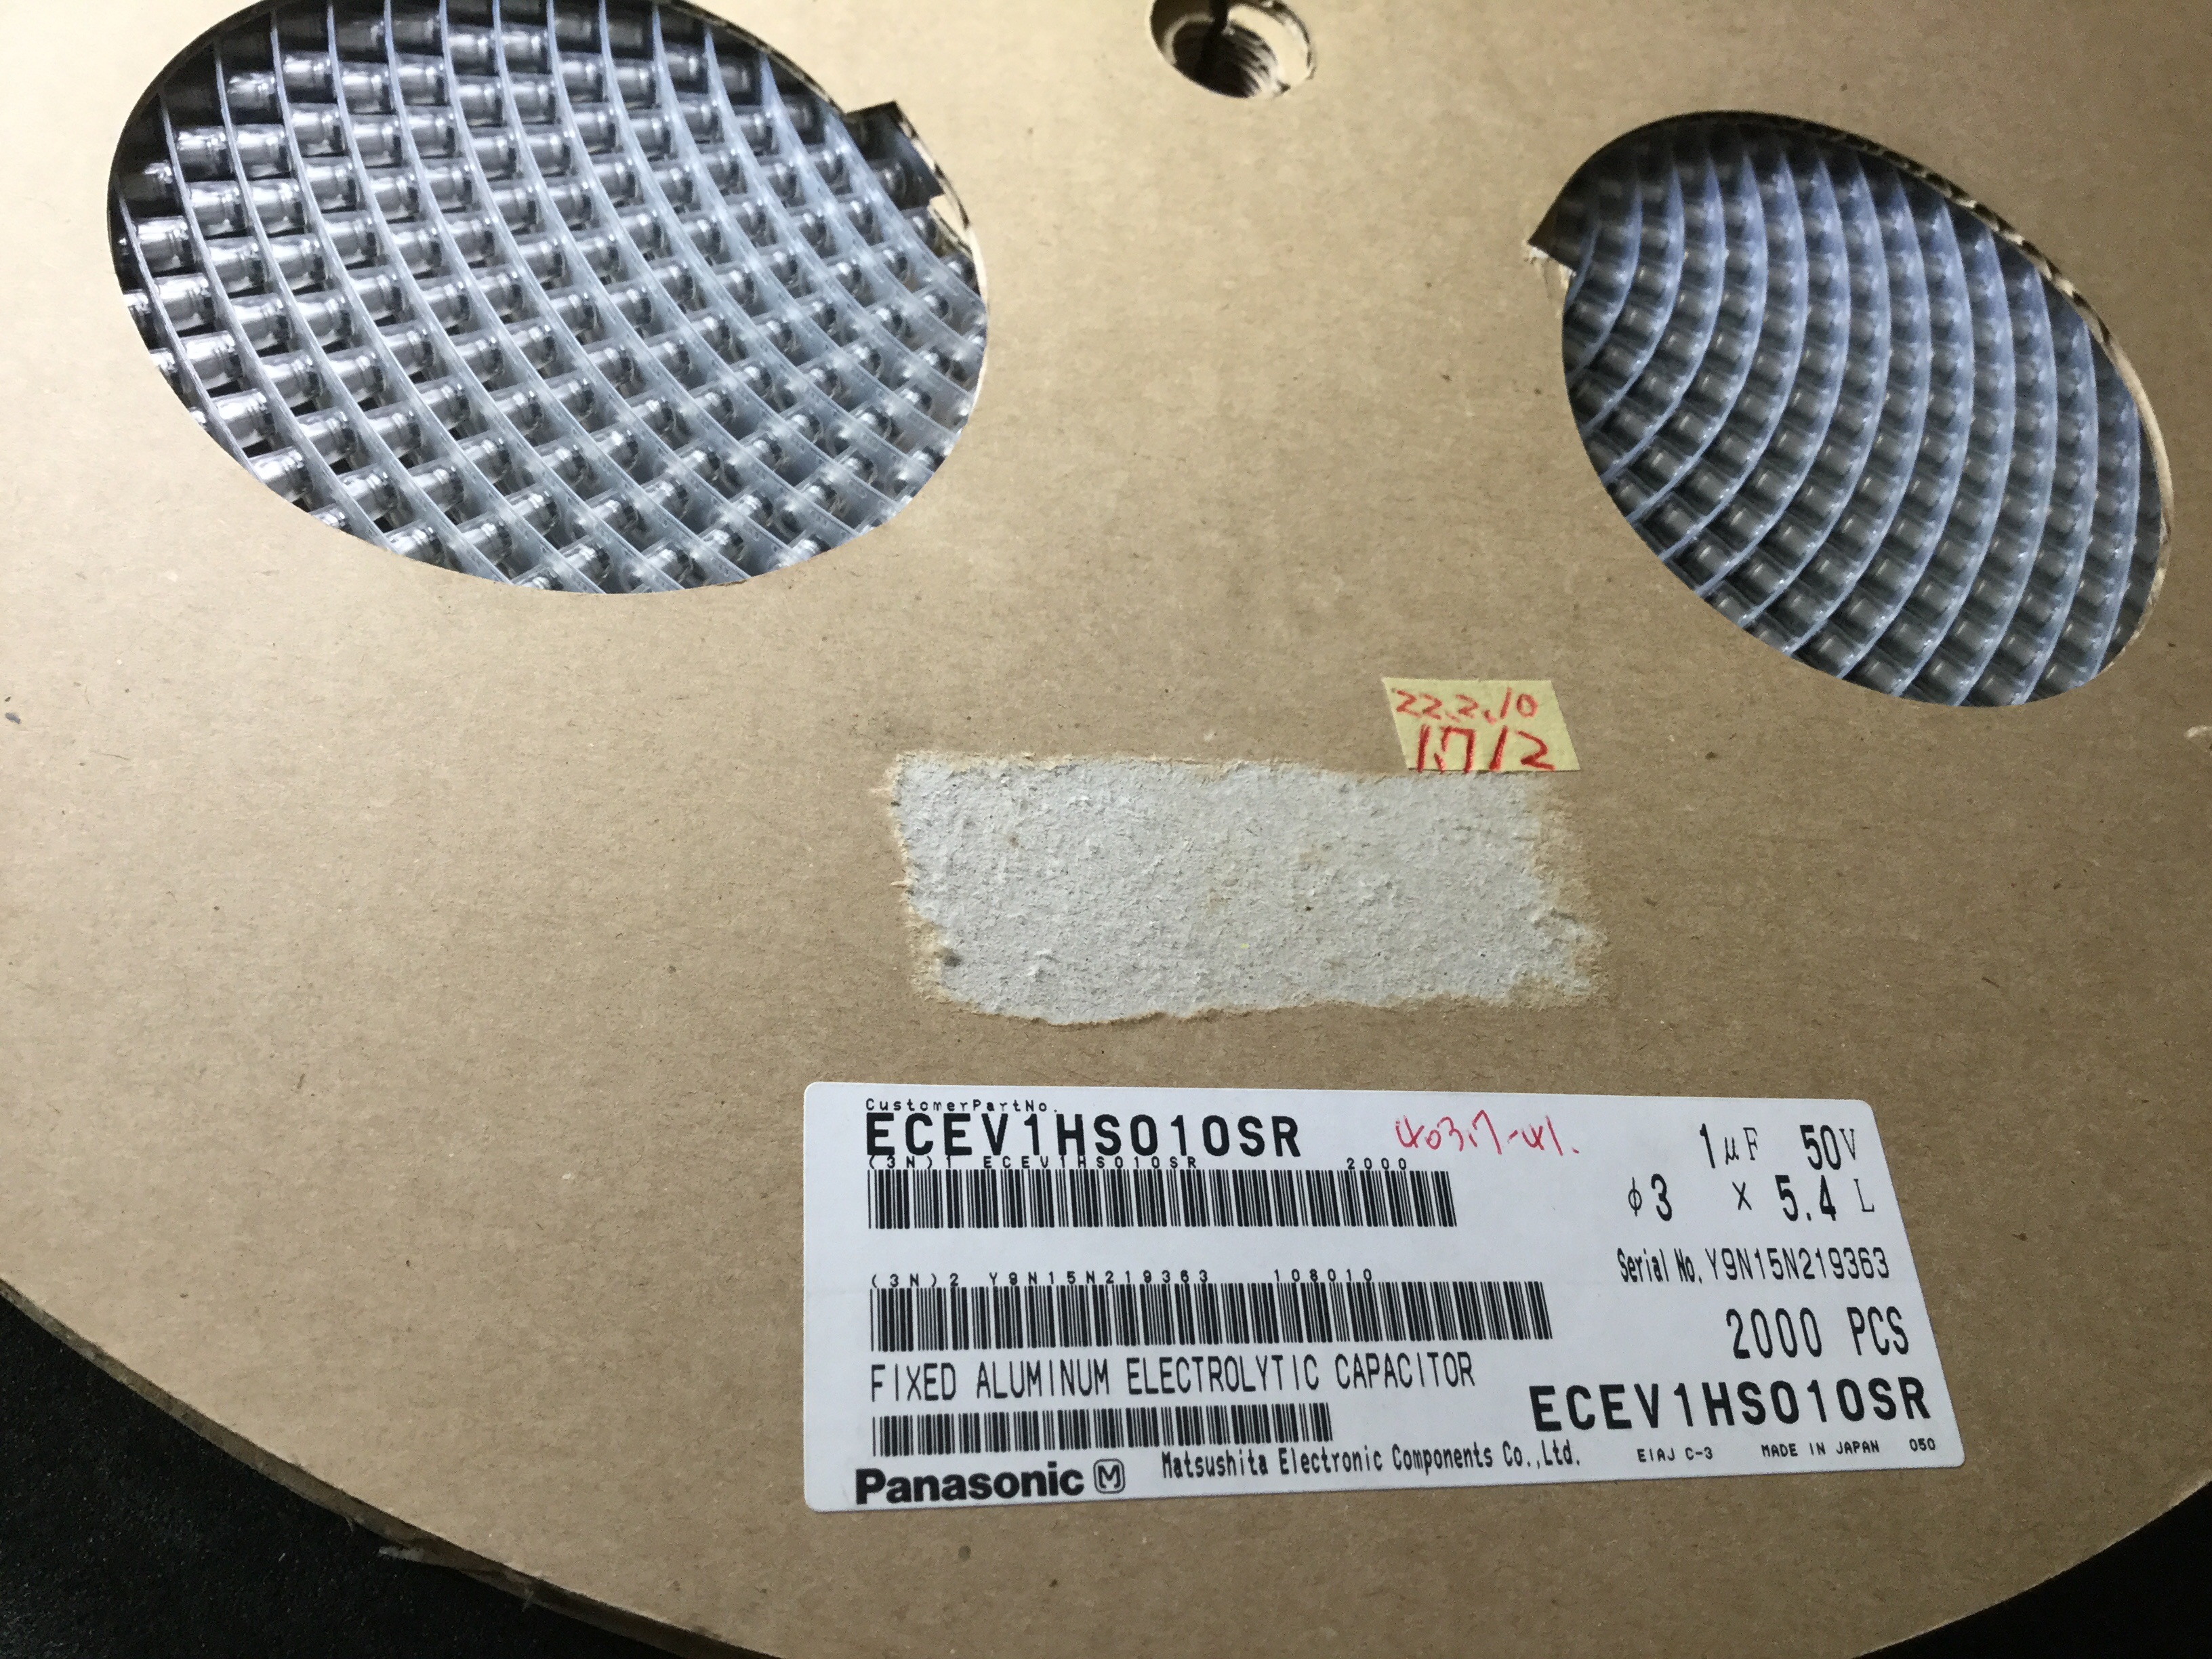 22.2.10
1.712
CustomerPartNo.
ECEV1HS010SR
(3N)1 ECEV1HS010SR 2000
1μF 50V
φ3 × 5.4 L
Serial No. Y9N15N219363
(3N)2 Y9N15N219363 108010
2000 PCS
FIXED ALUMINUM ELECTROLYTIC CAPACITOR
ECEV1HS010SR
Matsushita Electronic Components Co.,Ltd.
EIAJ C-3 MADE IN JAPAN 050
Panasonic M